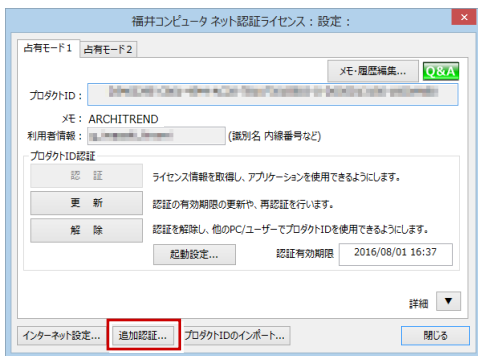 福井コンピュータ ネット認証ライセンス：設定：
占有モード1 占有モード2
メモ・履歴編集... Q&A
プロダクトID：
メモ： ARCHITREND
利用者情報： (識別名 内線番号など)
プロダクトID認証
認 証 ライセンス情報を取得し、アプリケーションを使用できるようにします。
更 新 認証の有効期限の更新や、再認証を行います。
解 除 認証を解除し、他のPC/ユーザーでプロダクトIDを使用できるようにします。
起動設定... 認証有効期限 2016/08/01 16:37
詳細 ▼
インターネット設定... 追加認証... プロダクトIDのインポート... 閉じる